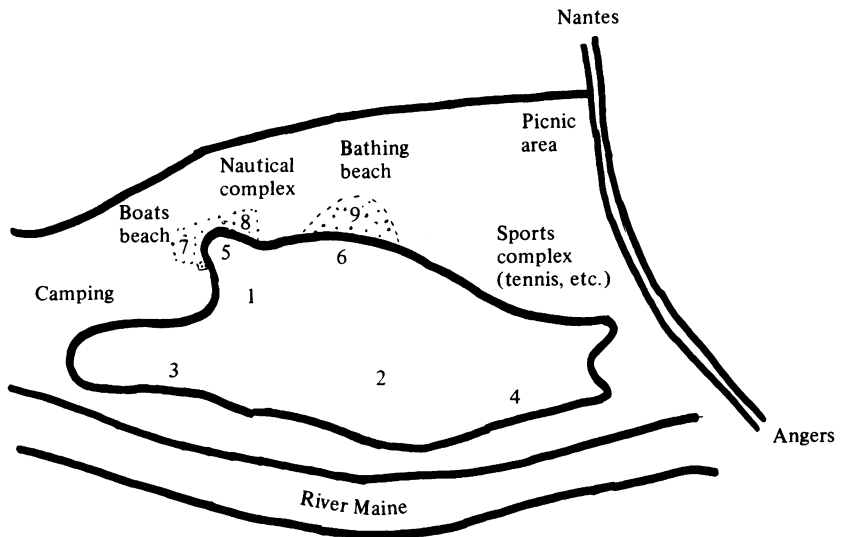 Nantes
Picnic
area
Bathing
beach
Nautical
complex
Boats
beach
9
8
7
5
6
Sports
complex
(tennis, etc.)
Camping
1
3
2
4
Angers
River Maine